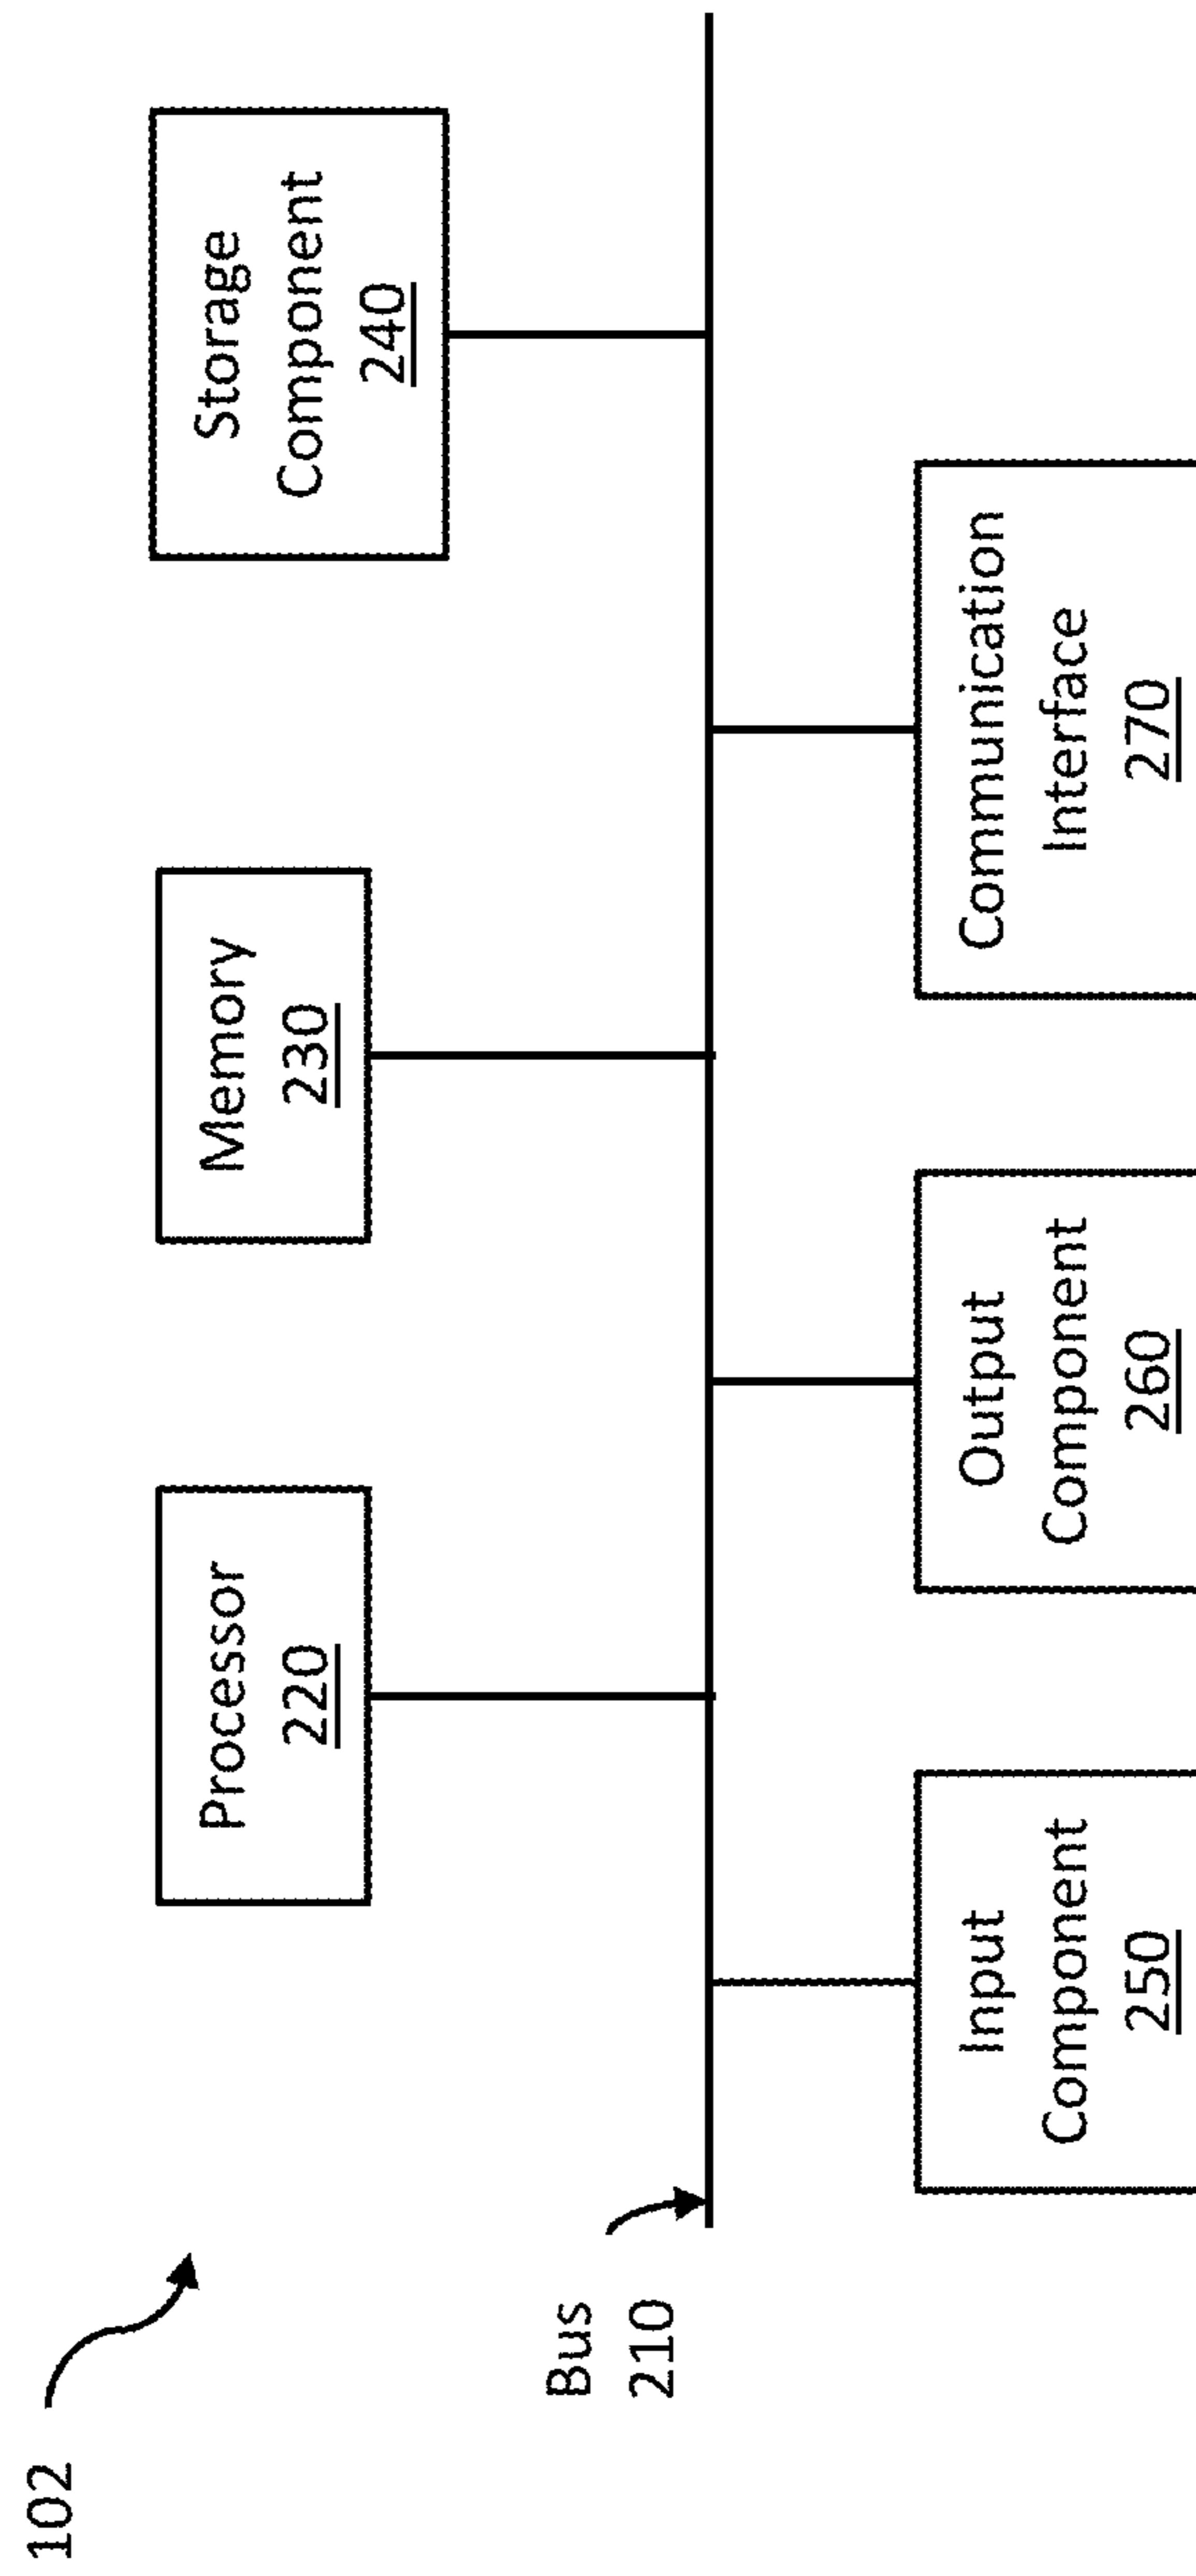 102
Processor
220
Memory
230
Storage
Component
240
Bus
210
Input
Component
250
Output
Component
260
Communication
Interface
270